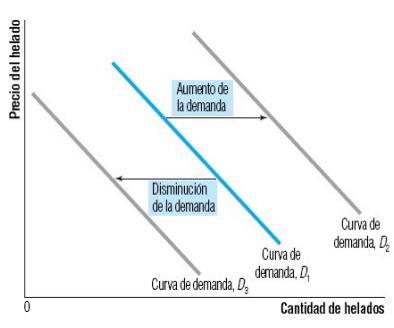 Precio del helado
Aumento de
la demanda
Disminución
de la demanda
Curva de
demanda, D2
Curva de
demanda, D1
Curva de demanda, D3
0
Cantidad de helados